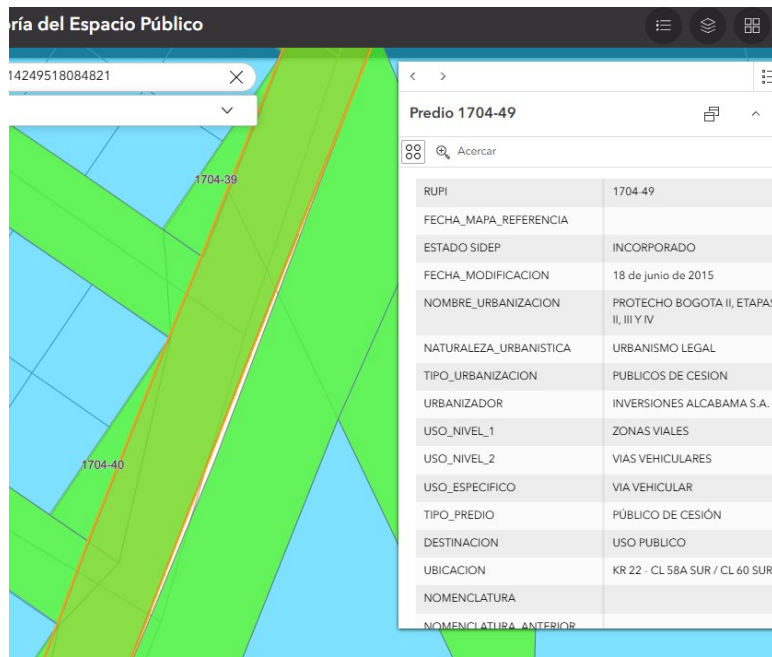 ría del Espacio Público
14249518084821
Predio 1704-49
Acercar
RUPI 1704-49
FECHA_MAPA_REFERENCIA
ESTADO SIDEP INCORPORADO
FECHA_MODIFICACION 18 de junio de 2015
NOMBRE_URBANIZACION PROTECHO BOGOTA II, ETAPAS
II, III Y IV
NATURALEZA_URBANISTICA URBANISMO LEGAL
TIPO_URBANIZACION PUBLICOS DE CESION
URBANIZADOR INVERSIONES ALCABAMA S.A.
USO_NIVEL_1 ZONAS VIALES
USO_NIVEL_2 VIAS VEHICULARES
USO_ESPECIFICO VIA VEHICULAR
TIPO_PREDIO PÚBLICO DE CESIÓN
DESTINACION USO PUBLICO
UBICACION KR 22 - CL 58A SUR / CL 60 SUR
NOMENCLATURA
NOMENCLATURA_ANTERIOR
1704-39
1704-40